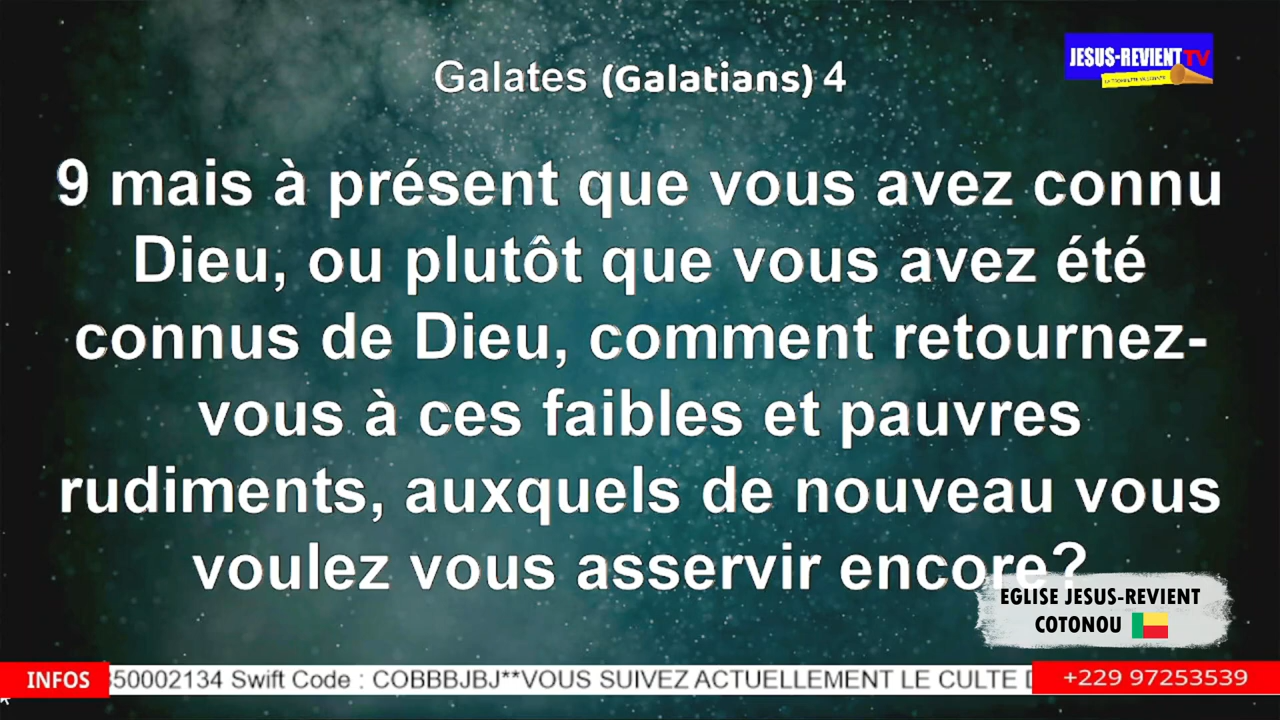 Galates (Galatians) 4
JESUS-REVIENT TV
9 mais à présent que vous avez connu
Dieu, ou plutôt que vous avez été
connus de Dieu, comment retournez-
vous à ces faibles et pauvres
rudiments, auxquels de nouveau vous
voulez vous asservir encore?
EGLISE JESUS-REVIENT
COTONOU
INFOS
50002134 Swift Code : COBBBJBJ**VOUS SUIVEZ ACTUELLEMENT LE CULTE
+229 97253539